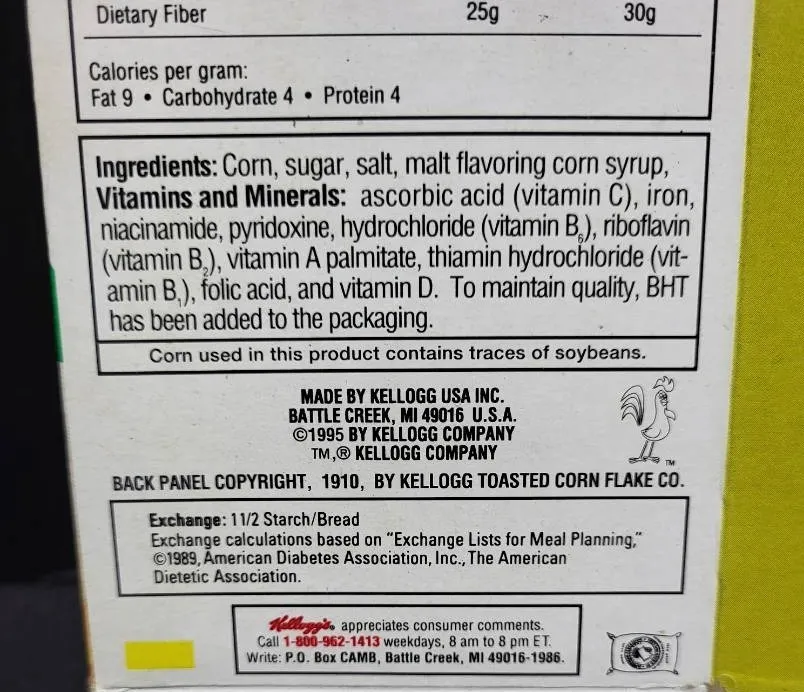 Dietary Fiber 25g 30g
Calories per gram:
Fat 9 • Carbohydrate 4 • Protein 4
Ingredients: Corn, sugar, salt, malt flavoring corn syrup,
Vitamins and Minerals: ascorbic acid (vitamin C), iron,
niacinamide, pyridoxine, hydrochloride (vitamin B₆), riboflavin
(vitamin B₂), vitamin A palmitate, thiamin hydrochloride (vit-
amin B₁), folic acid, and vitamin D. To maintain quality, BHT
has been added to the packaging.
Corn used in this product contains traces of soybeans.
MADE BY KELLOGG USA INC.
BATTLE CREEK, MI 49016 U.S.A.
©1995 BY KELLOGG COMPANY
TM,® KELLOGG COMPANY
TM
BACK PANEL COPYRIGHT, 1910, BY KELLOGG TOASTED CORN FLAKE CO.
Exchange: 1 1/2 Starch/Bread
Exchange calculations based on "Exchange Lists for Meal Planning,"
©1989, American Diabetes Association, Inc., The American
Dietetic Association.
Kellogg's® appreciates consumer comments.
Call 1-800-962-1413 weekdays, 8 am to 8 pm ET.
Write: P.O. Box CAMB, Battle Creek, MI 49016-1986.